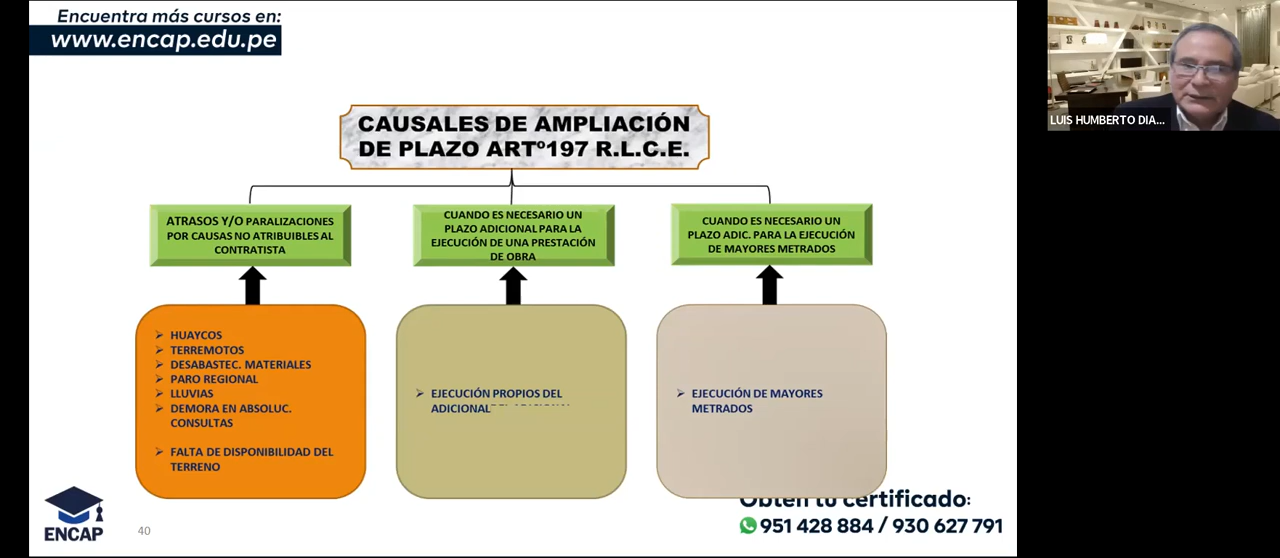 Encuentra más cursos en:
www.encap.edu.pe
LUIS HUMBERTO DIA...
CAUSALES DE AMPLIACIÓN
DE PLAZO ARTº197 R.L.C.E.
ATRASOS Y/O PARALIZACIONES
POR CAUSAS NO ATRIBUIBLES AL
CONTRATISTA
CUANDO ES NECESARIO UN
PLAZO ADICIONAL PARA LA
EJECUCIÓN DE UNA PRESTACIÓN
DE OBRA
CUANDO ES NECESARIO UN
PLAZO ADIC. PARA LA EJECUCIÓN
DE MAYORES METRADOS
➢ HUAYCOS
➢ TERREMOTOS
➢ DESABASTEC. MATERIALES
➢ PARO REGIONAL
➢ LLUVIAS
➢ DEMORA EN ABSOLUC.
CONSULTAS
➢ FALTA DE DISPONIBILIDAD DEL
TERRENO
➢ EJECUCIÓN PROPIOS DEL
ADICIONAL
➢ EJECUCIÓN DE MAYORES
METRADOS
Obtén tu certificado:
951 428 884 / 930 627 791
ENCAP
40